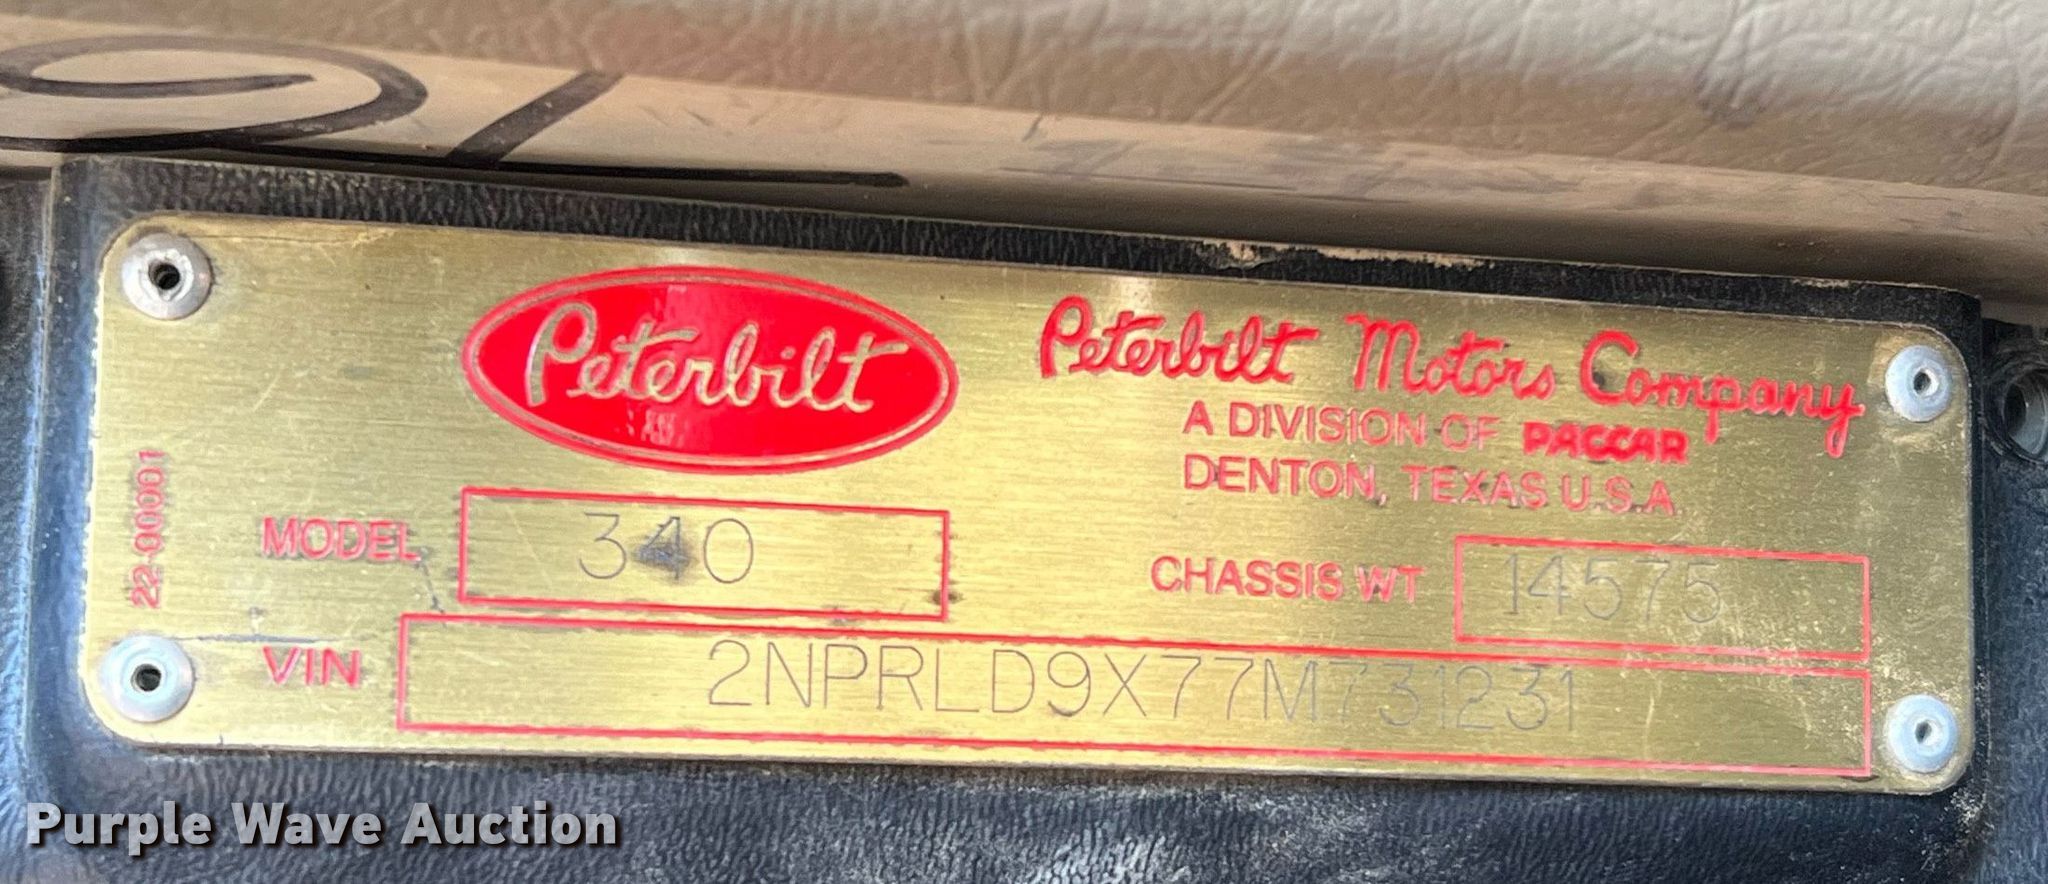 Peterbilt
Peterbilt Motors Company
A DIVISION OF PACCAR
DENTON, TEXAS U.S.A.
22-00001
MODEL 340
CHASSIS WT 14575
VIN 2NPRLD9X77M731231
Purple Wave Auction